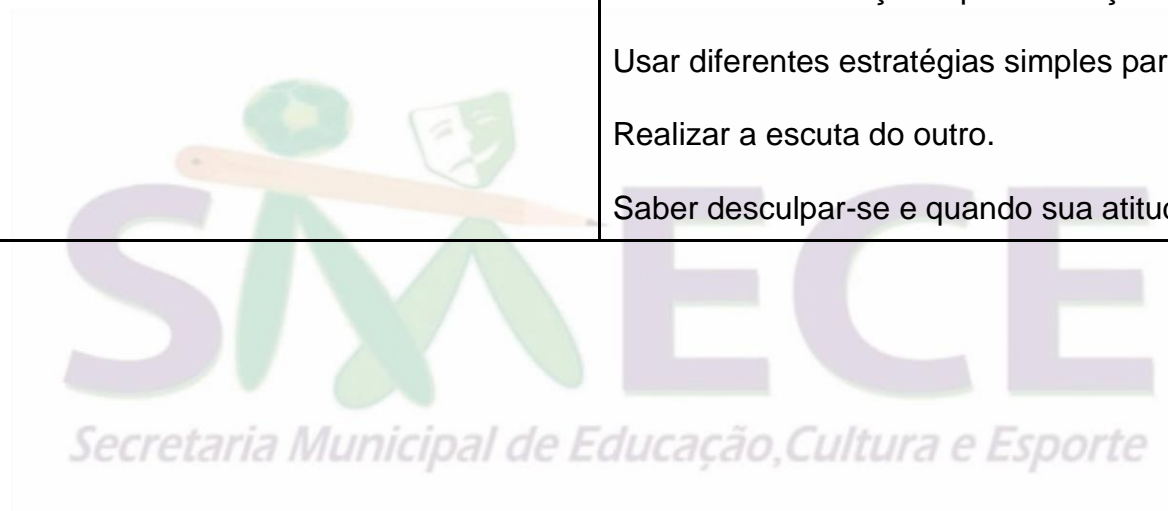 Usar diferentes estratégias simples par
Realizar a escuta do outro.
Saber desculpar-se e quando sua atitud
SMECE
Secretaria Municipal de Educação,Cultura e Esporte